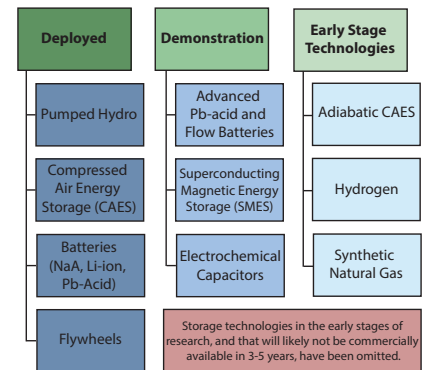 Deployed
Pumped Hydro
Compressed
Air Energy
Storage (CAES)
Batteries
(NaA, Li-ion,
Pb-Acid)
Flywheels
Demonstration
Advanced
Pb-acid and
Flow Batteries
Superconducting
Magnetic Energy
Storage (SMES)
Electrochemical
Capacitors
Early Stage
Technologies
Adiabatic CAES
Hydrogen
Synthetic
Natural Gas
Storage technologies in the early stages of
research, and that will likely not be commercially
available in 3-5 years, have been omitted.